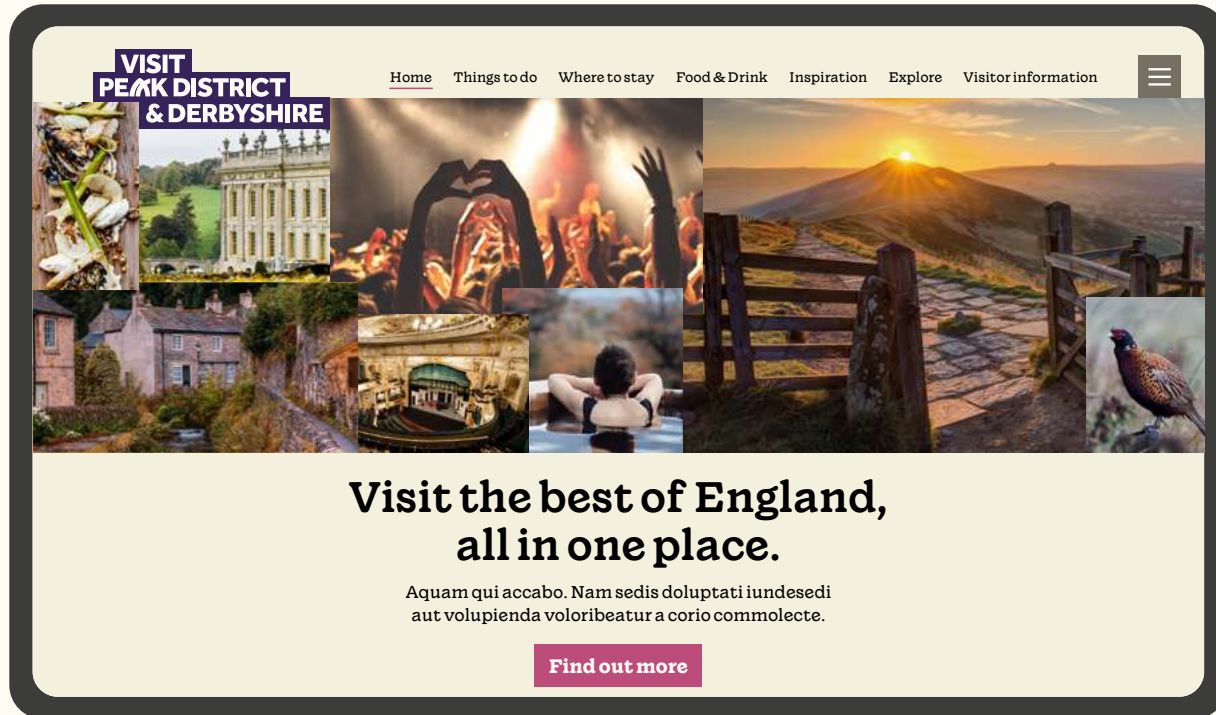 VISIT
PEAK DISTRICT
& DERBYSHIRE
Home Things to do Where to stay Food & Drink Inspiration Explore Visitor information
Visit the best of England,
all in one place.
Aquam qui accabo. Nam sedis doluptati iundesedi
aut volupienda voloribeatur a corio commolecte.
Find out more